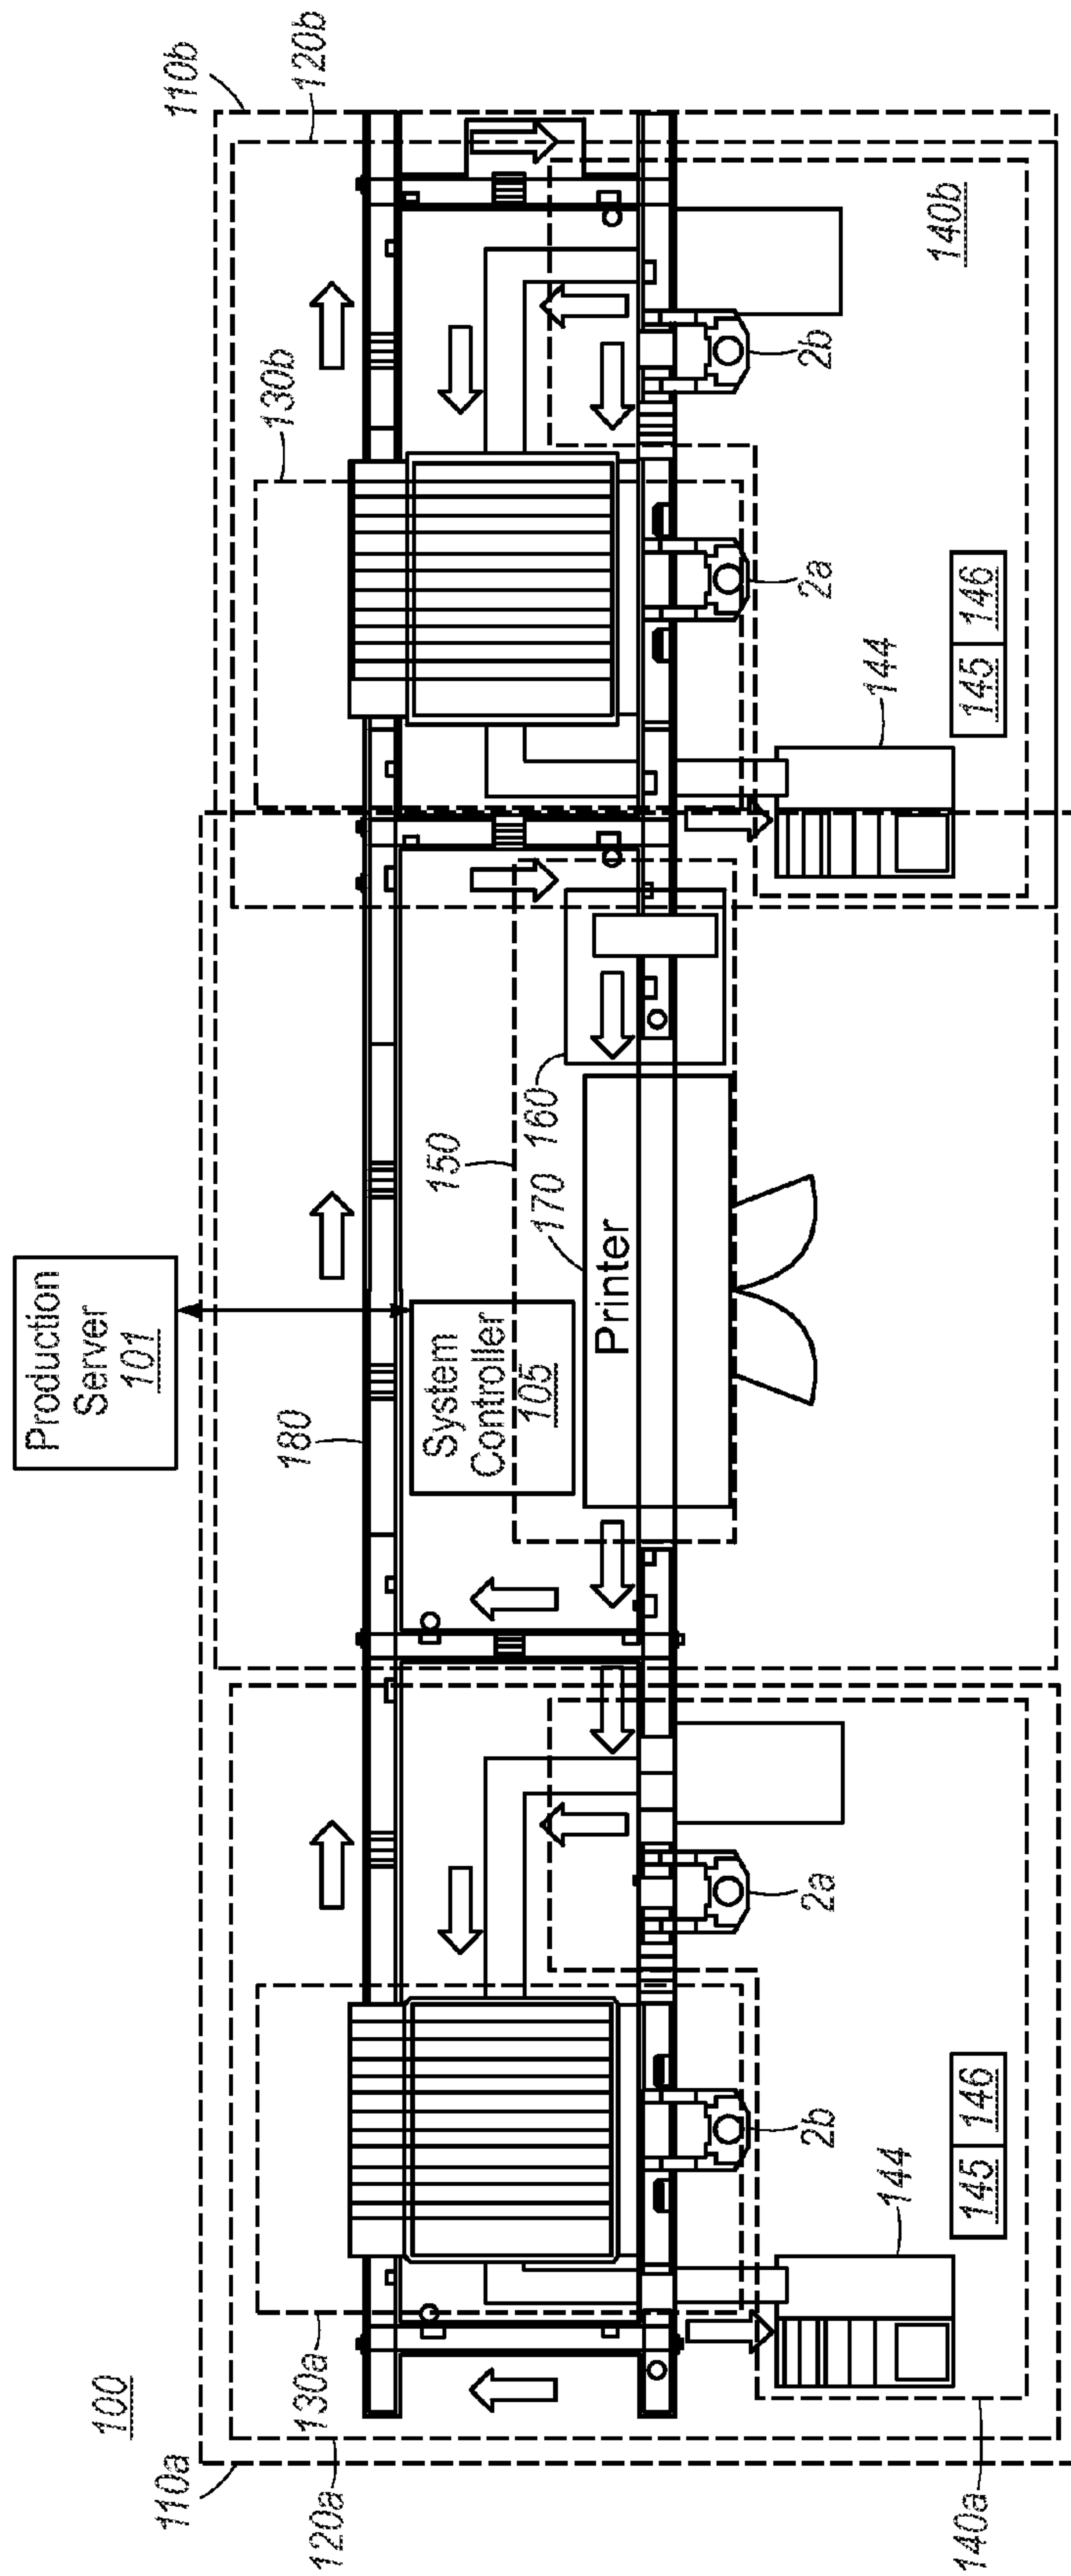 100
110a
120a
130a
140a
Production
Server
101
180
System
Controller
105
150
160
170
Printer
110b
120b
130b
140b
2b
2a
2a
2b
144
145 146
144
145 146